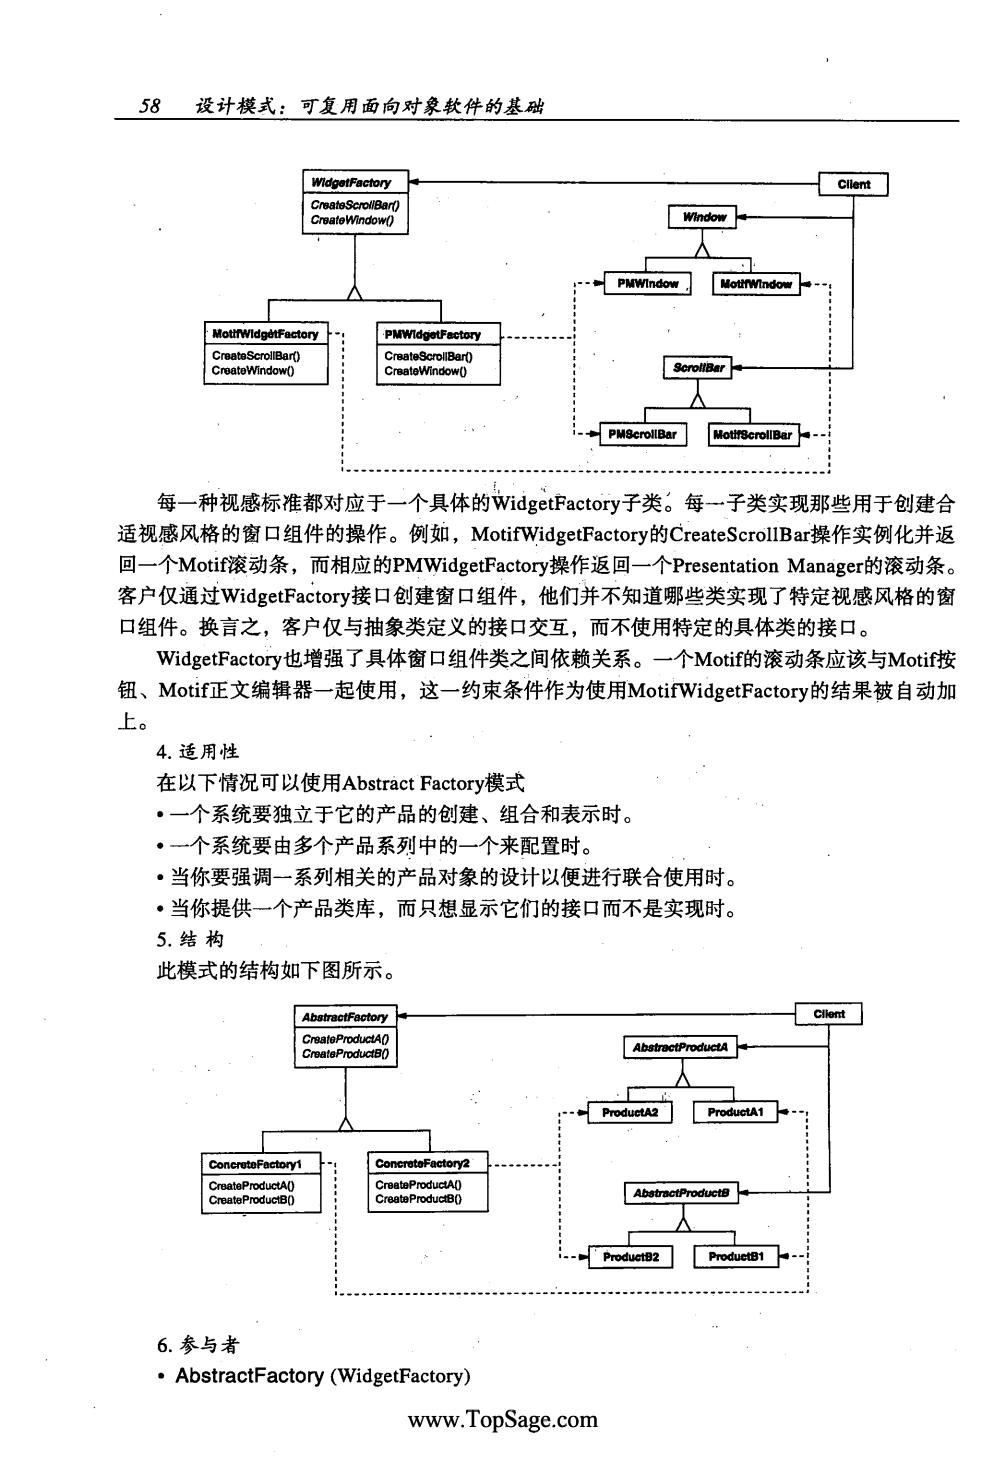 58 设计模式：可复用面向对象软件的基础
WidgetFactory
Client
CreateScrollBar()
CreateWindow()
Window
PMWindow
MotifWindow
MotifWidgetFactory
PMWidgetFactory
CreateScrollBar()
CreateWindow()
CreateScrollBar()
CreateWindow()
ScrollBar
PMScrollBar
MotifScrollBar
每一种视感标准都对应于一个具体的WidgetFactory子类。每一子类实现那些用于创建合
适视感风格的窗口组件的操作。例如，MotifWidgetFactory的CreateScrollBar操作实例化并返
回一个Motif滚动条，而相应的PMWidgetFactory操作返回一个Presentation Manager的滚动条。
客户仅通过WidgetFactory接口创建窗口组件，他们并不知道哪些类实现了特定视感风格的窗
口组件。换言之，客户仅与抽象类定义的接口交互，而不使用特定的具体类的接口。
WidgetFactory也增强了具体窗口组件类之间依赖关系。一个Motif的滚动条应该与Motif按
钮、Motif正文编辑器一起使用，这一约束条件作为使用MotifWidgetFactory的结果被自动加
上。
4. 适用性
在以下情况可以使用Abstract Factory模式
• 一个系统要独立于它的产品的创建、组合和表示时。
• 一个系统要由多个产品系列中的一个来配置时。
• 当你要强调一系列相关的产品对象的设计以便进行联合使用时。
• 当你提供一个产品类库，而只想显示它们的接口而不是实现时。
5. 结 构
此模式的结构如下图所示。
AbstractFactory
Client
CreateProductA()
CreateProductB()
AbstractProductA
ProductA2
ProductA1
ConcreteFactory1
ConcreteFactory2
CreateProductA()
CreateProductB()
CreateProductA()
CreateProductB()
AbstractProductB
ProductB2
ProductB1
6. 参与者
• AbstractFactory (WidgetFactory)
www.TopSage.com